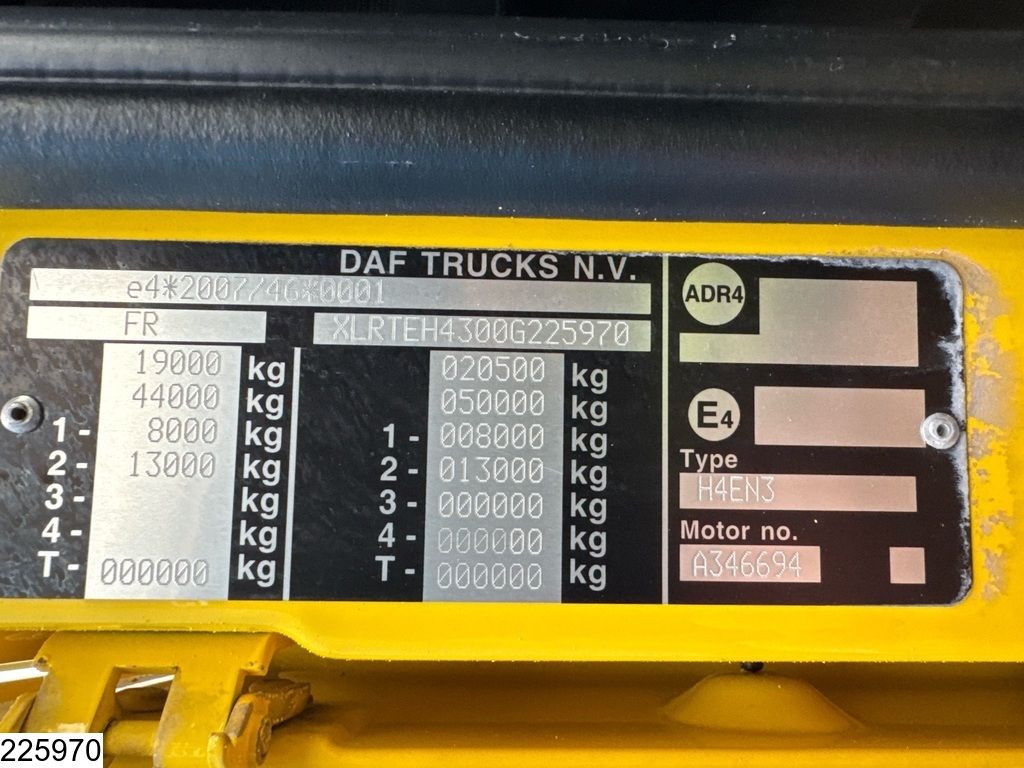 DAF TRUCKS N.V.
e4*2007/46*0001
FR XLRTEH4300G225970
19000 kg 020500 kg
44000 kg 050000 kg
1- 8000 kg 1- 008000 kg
2- 13000 kg 2- 013000 kg
3- kg 3- 000000 kg
4- kg 4- 000000 kg
T- 000000 kg T- 000000 kg
ADR4
E4
Type
H4EN3
Motor no.
A346694
225970